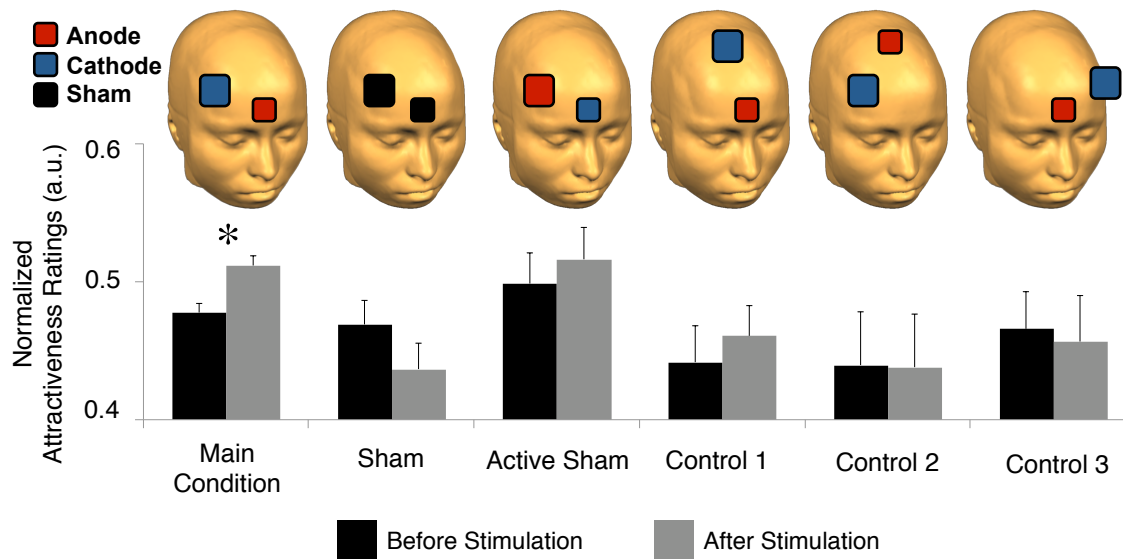 Anode
Cathode
Sham
Normalized
Attractiveness Ratings (a.u.)
0.6
0.5
0.4
*
Main
Condition
Sham
Active Sham
Control 1
Control 2
Control 3
Before Stimulation
After Stimulation